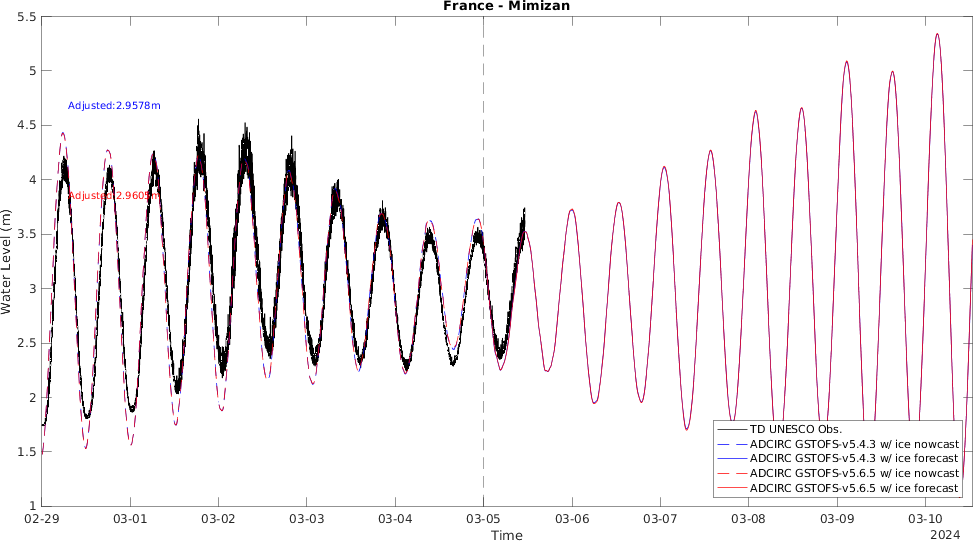 France - Mimizan
5.5
5
4.5
4
3.5
3
2.5
2
1.5
1
Water Level (m)
Adjusted:2.9578m
Adjusted:2.9605m
TD UNESCO Obs.
ADCIRC GSTOFS-v5.4.3 w/ ice nowcast
ADCIRC GSTOFS-v5.4.3 w/ ice forecast
ADCIRC GSTOFS-v5.6.5 w/ ice nowcast
ADCIRC GSTOFS-v5.6.5 w/ ice forecast
02-29 03-01 03-02 03-03 03-04 03-05 03-06 03-07 03-08 03-09 03-10
Time
2024